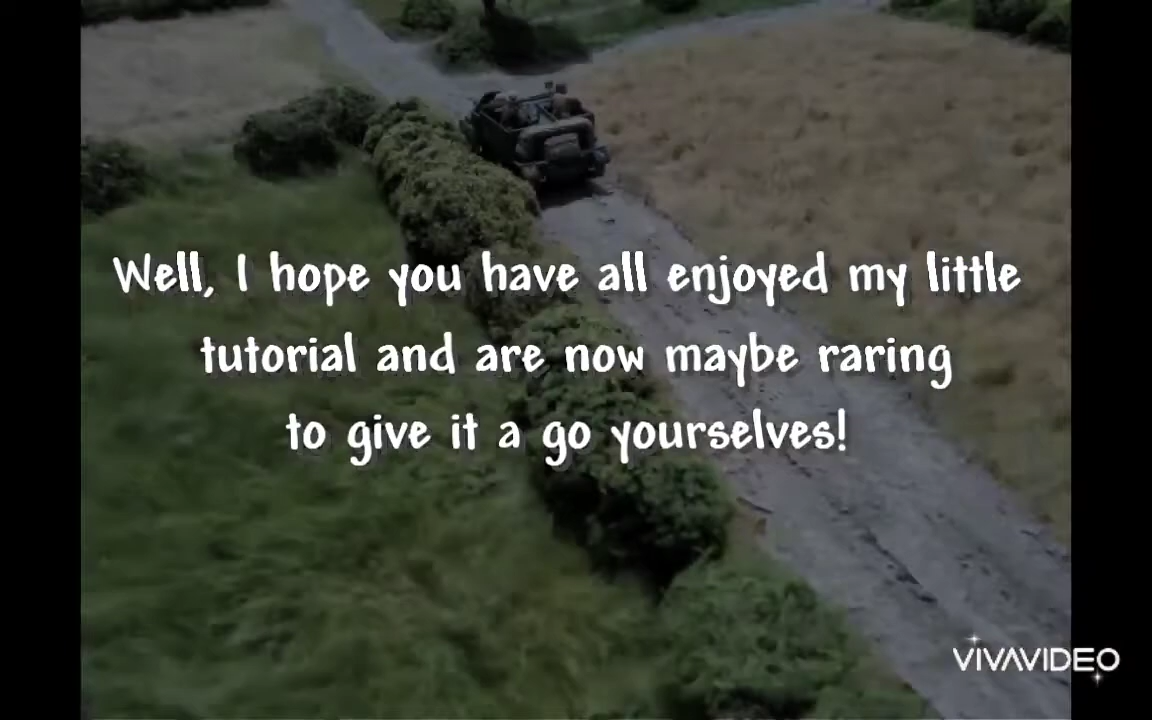 Well, I hope you have all enjoyed my little
tutorial and are now maybe raring
to give it a go yourselves!
VIVAVIDEO